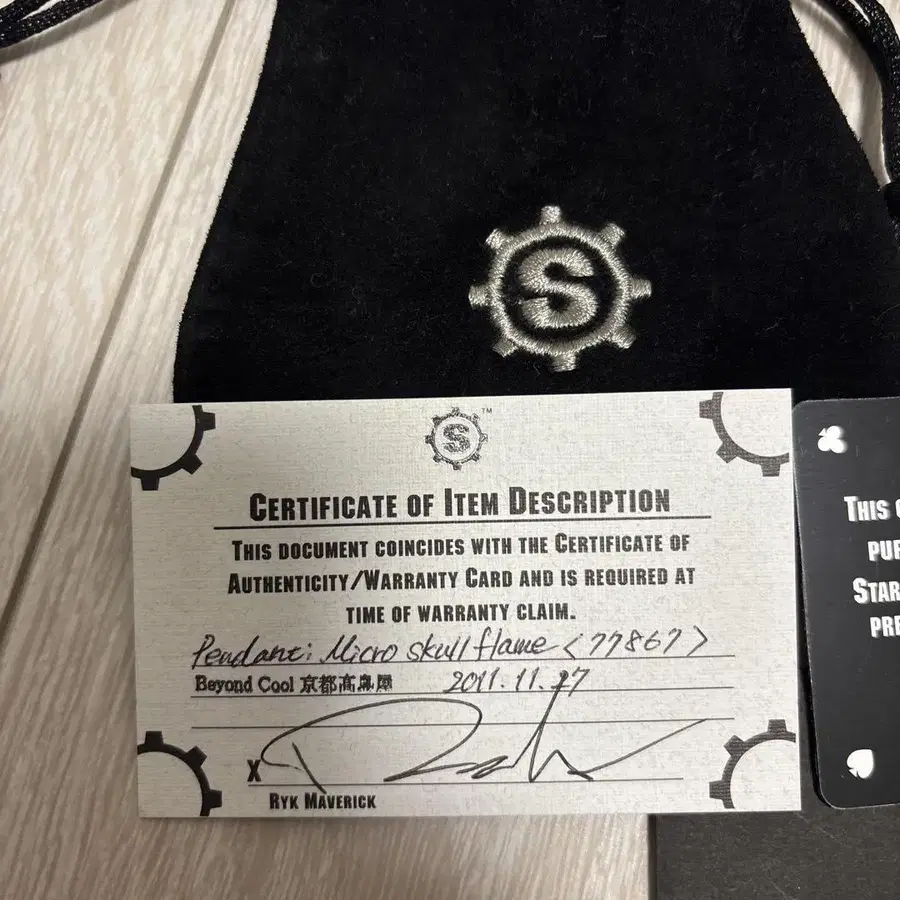 S
S ™
CERTIFICATE OF ITEM DESCRIPTION
THIS DOCUMENT COINCIDES WITH THE CERTIFICATE OF
AUTHENTICITY/WARRANTY CARD AND IS REQUIRED AT
TIME OF WARRANTY CLAIM.
Pendant: Micro skull flame <77867>
Beyond Cool 京都高島屋 2011.11.27
X
RYK MAVERICK
THIS
PUR
STAR
PRE